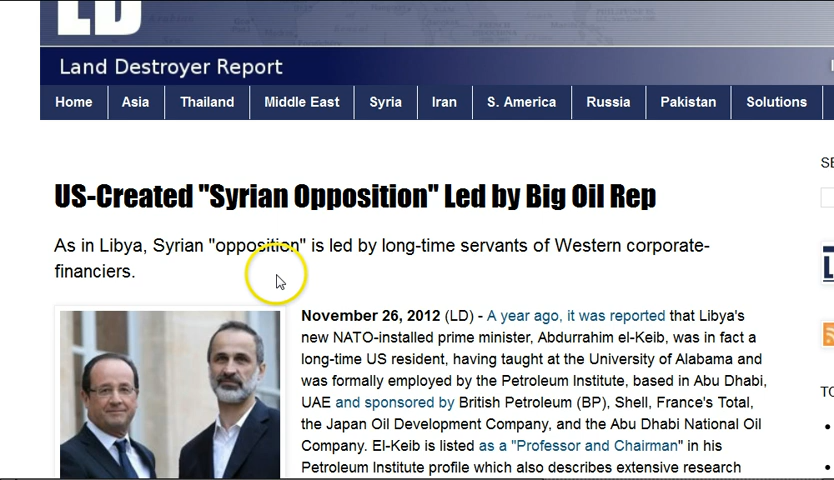 LD
Land Destroyer Report
Home Asia Thailand Middle East Syria Iran S. America Russia Pakistan Solutions
US-Created "Syrian Opposition" Led by Big Oil Rep
As in Libya, Syrian "opposition" is led by long-time servants of Western corporate-
financiers.
November 26, 2012 (LD) - A year ago, it was reported that Libya's
new NATO-installed prime minister, Abdurrahim el-Keib, was in fact a
long-time US resident, having taught at the University of Alabama and
was formally employed by the Petroleum Institute, based in Abu Dhabi,
UAE and sponsored by British Petroleum (BP), Shell, France's Total,
the Japan Oil Development Company, and the Abu Dhabi National Oil
Company. El-Keib is listed as a "Professor and Chairman" in his
Petroleum Institute profile which also describes extensive research